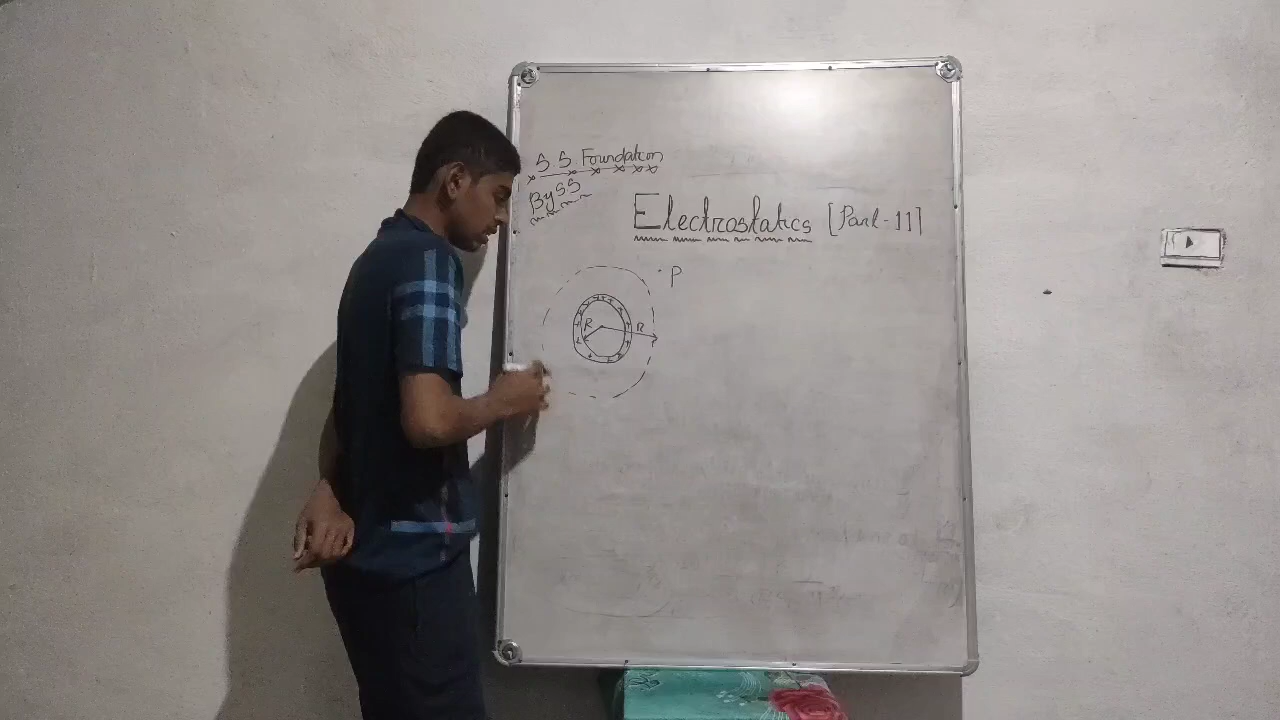 S S Foundation
By SS
Electrostatics [Part-11]
P
R
R